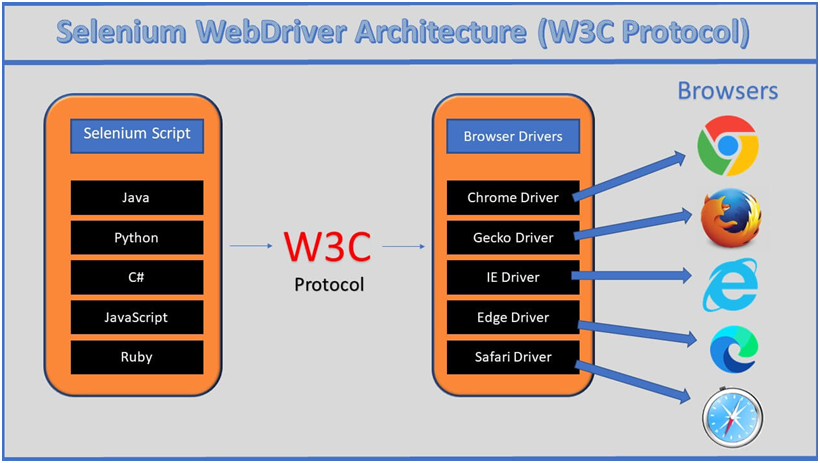 Selenium WebDriver Architecture (W3C Protocol)
Selenium Script
Java
Python
C#
JavaScript
Ruby
W3C
Protocol
Browser Drivers
Chrome Driver
Gecko Driver
IE Driver
Edge Driver
Safari Driver
Browsers